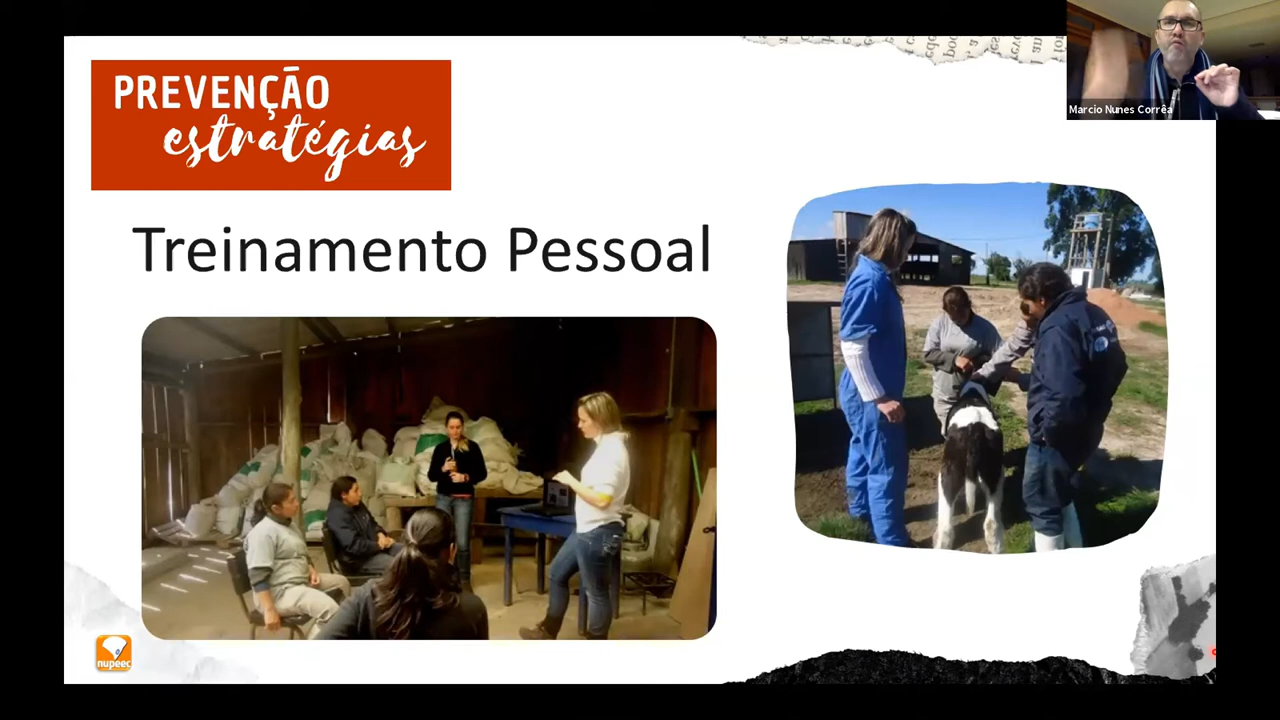 PREVENÇÃO
estratégias
Marcio Nunes Corrêa
Treinamento Pessoal
nupeec